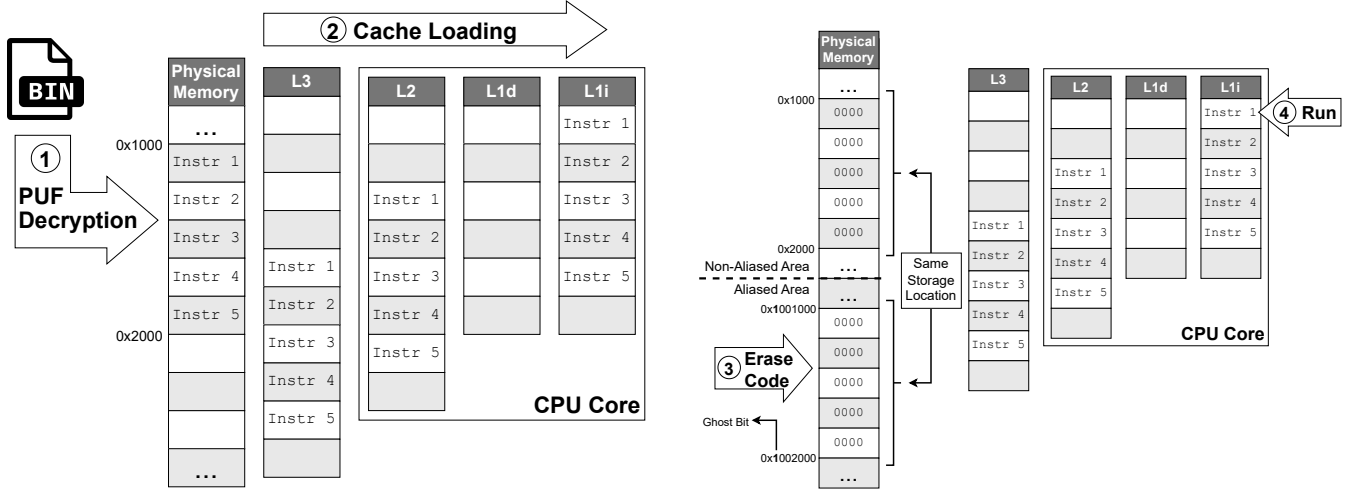 ② Cache Loading
BIN
①
PUF
Decryption
Physical
Memory
...
0x1000
Instr 1
Instr 2
Instr 3
Instr 4
Instr 5
0x2000
...
L3
Instr 1
Instr 2
Instr 3
Instr 4
Instr 5
L2
Instr 1
Instr 2
Instr 3
Instr 4
Instr 5
L1d
L1i
Instr 1
Instr 2
Instr 3
Instr 4
Instr 5
CPU Core
Physical
Memory
...
0x1000
0000
0000
0000
0000
0000
0x2000
...
Non-Aliased Area
Aliased Area
...
0x1001000
0000
0000
0000
0000
0000
0x1002000
...
③ Erase
Code
Ghost Bit
Same
Storage
Location
L3
Instr 1
Instr 2
Instr 3
Instr 4
Instr 5
L2
Instr 1
Instr 2
Instr 3
Instr 4
Instr 5
L1d
L1i
Instr 1
Instr 2
Instr 3
Instr 4
Instr 5
④ Run
CPU Core